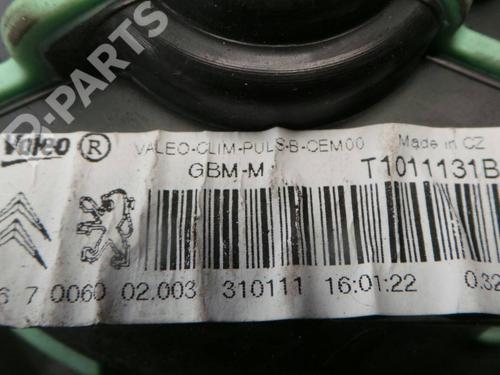 B-PARTS
Valeo ® VALEO-CLIM-PULS-B-CEM00 Made in CZ
GBM-M T1011131B
6 7 0060 02.003 310111 16:01:22 0.32
B-PARTS